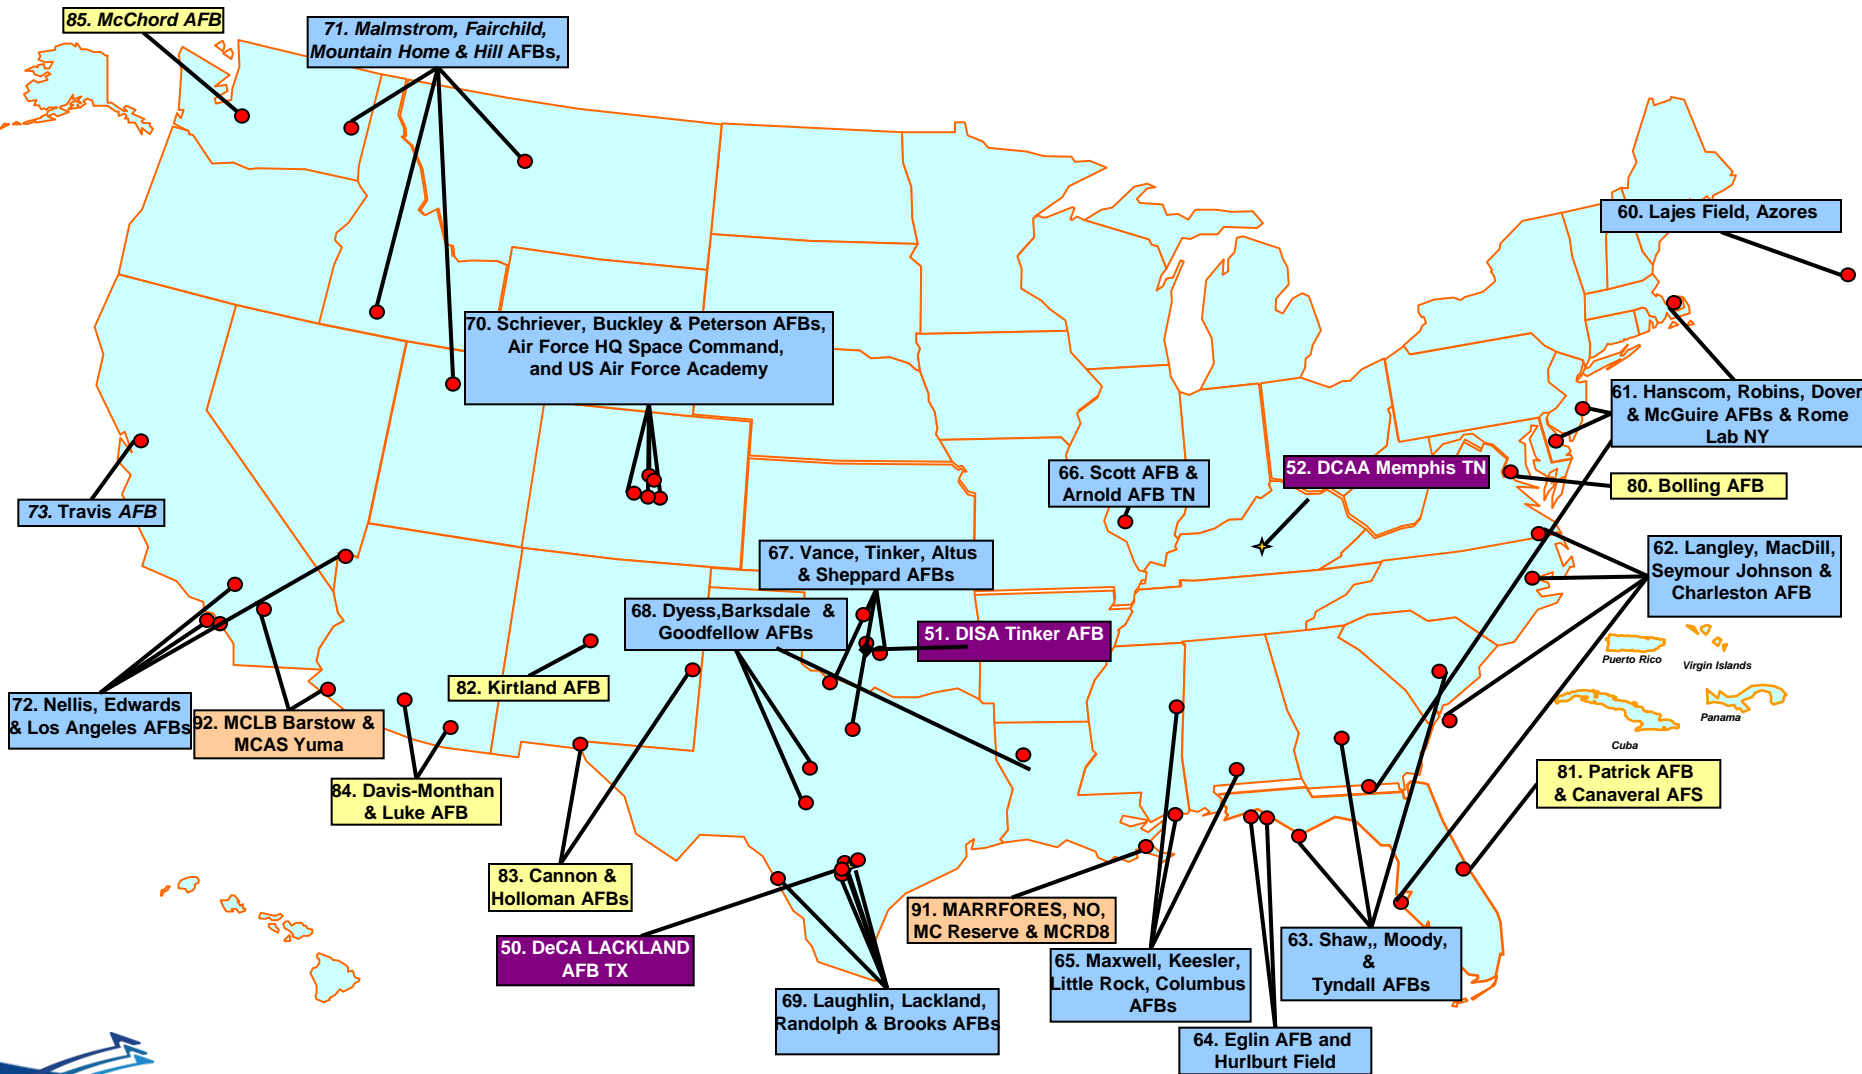 85. McChord AFB
71. Malmstrom, Fairchild,
Mountain Home & Hill AFBs,
60. Lajes Field, Azores
70. Schriever, Buckley & Peterson AFBs,
Air Force HQ Space Command,
and US Air Force Academy
61. Hanscom, Robins, Dover
& McGuire AFBs & Rome
Lab NY
66. Scott AFB &
Arnold AFB TN
52. DCAA Memphis TN
80. Bolling AFB
73. Travis AFB
67. Vance, Tinker, Altus
& Sheppard AFBs
62. Langley, MacDill,
Seymour Johnson &
Charleston AFB
68. Dyess,Barksdale &
Goodfellow AFBs
51. DISA Tinker AFB
Puerto Rico
Virgin Islands
82. Kirtland AFB
72. Nellis, Edwards
& Los Angeles AFBs
92. MCLB Barstow &
MCAS Yuma
Panama
Cuba
84. Davis-Monthan
& Luke AFB
81. Patrick AFB
& Canaveral AFS
83. Cannon &
Holloman AFBs
91. MARRFORES, NO,
MC Reserve & MCRD8
50. DeCA LACKLAND
AFB TX
63. Shaw,, Moody,
&
Tyndall AFBs
65. Maxwell, Keesler,
Little Rock, Columbus
AFBs
69. Laughlin, Lackland,
Randolph & Brooks AFBs
64. Eglin AFB and
Hurlburt Field